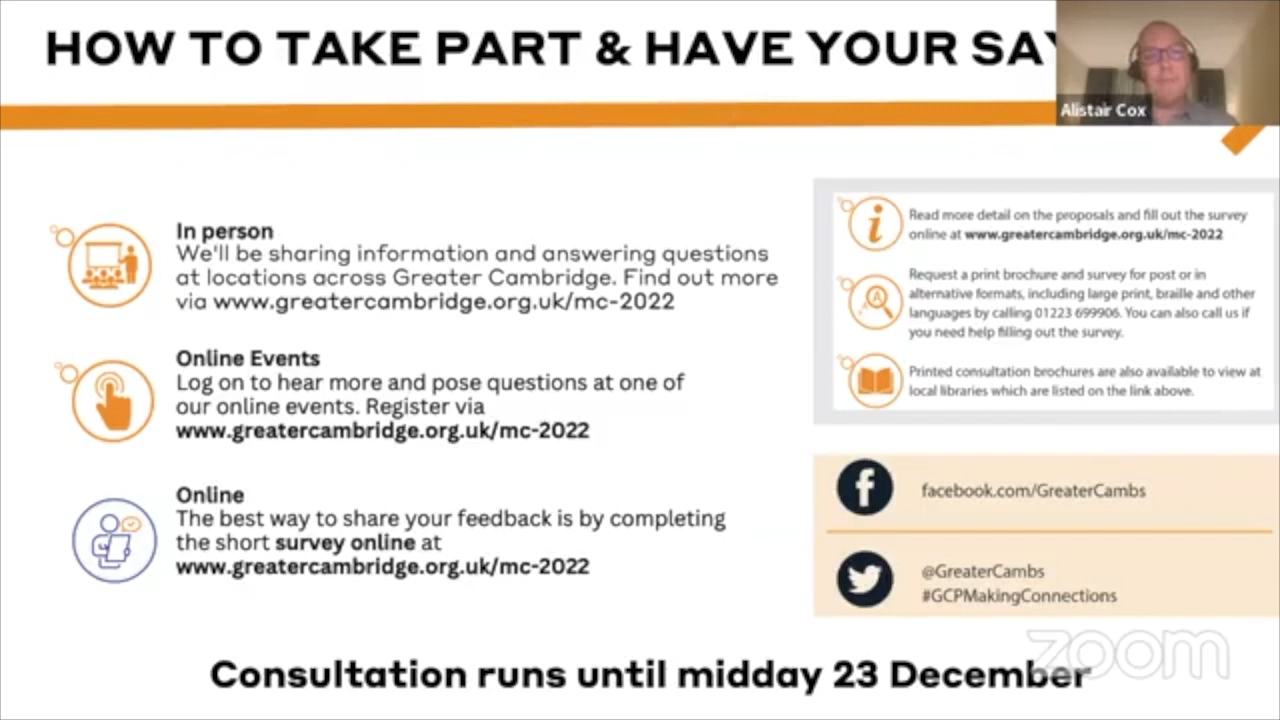 HOW TO TAKE PART & HAVE YOUR SAY
Alistair Cox
In person
We'll be sharing information and answering questions
at locations across Greater Cambridge. Find out more
via www.greatercambridge.org.uk/mc-2022
Online Events
Log on to hear more and pose questions at one of
our online events. Register via
www.greatercambridge.org.uk/mc-2022
Online
The best way to share your feedback is by completing
the short survey online at
www.greatercambridge.org.uk/mc-2022
i
Read more detail on the proposals and fill out the survey
online at www.greatercambridge.org.uk/mc-2022
A
Request a print brochure and survey for post or in
alternative formats, including large print, braille and other
languages by calling 01223 699906. You can also call us if
you need help filling out the survey.
Printed consultation brochures are also available to view at
local libraries which are listed on the link above.
f
facebook.com/GreaterCambs
@GreaterCambs
#GCPMakingConnections
Consultation runs until midday 23 December
zoom